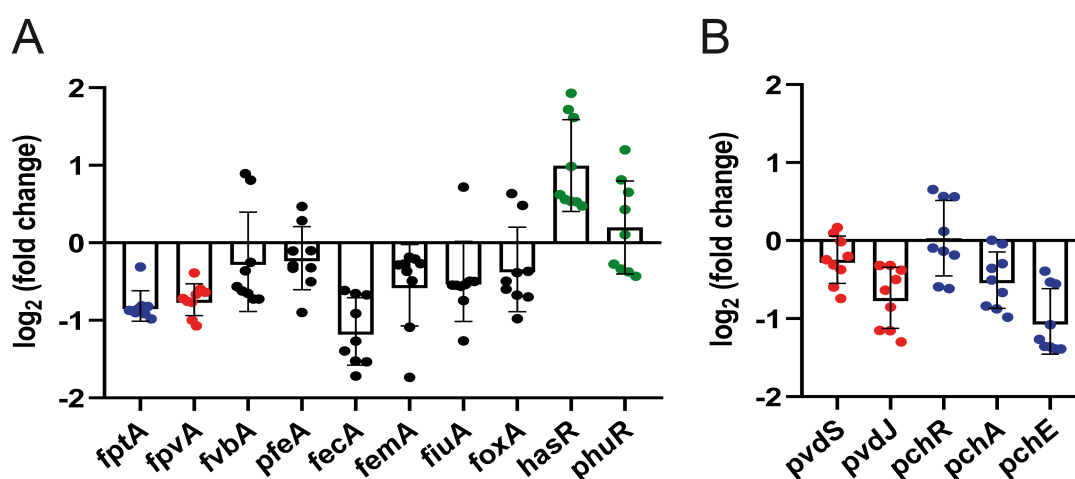 A
log2 (fold change)
2
1
0
-1
-2
fptA
fpvA
fvbA
pfeA
fecA
femA
fiuA
foxA
hasR
phuR
B
log2 (fold change)
2
1
0
-1
-2
pvdS
pvdJ
pchR
pchA
pchE